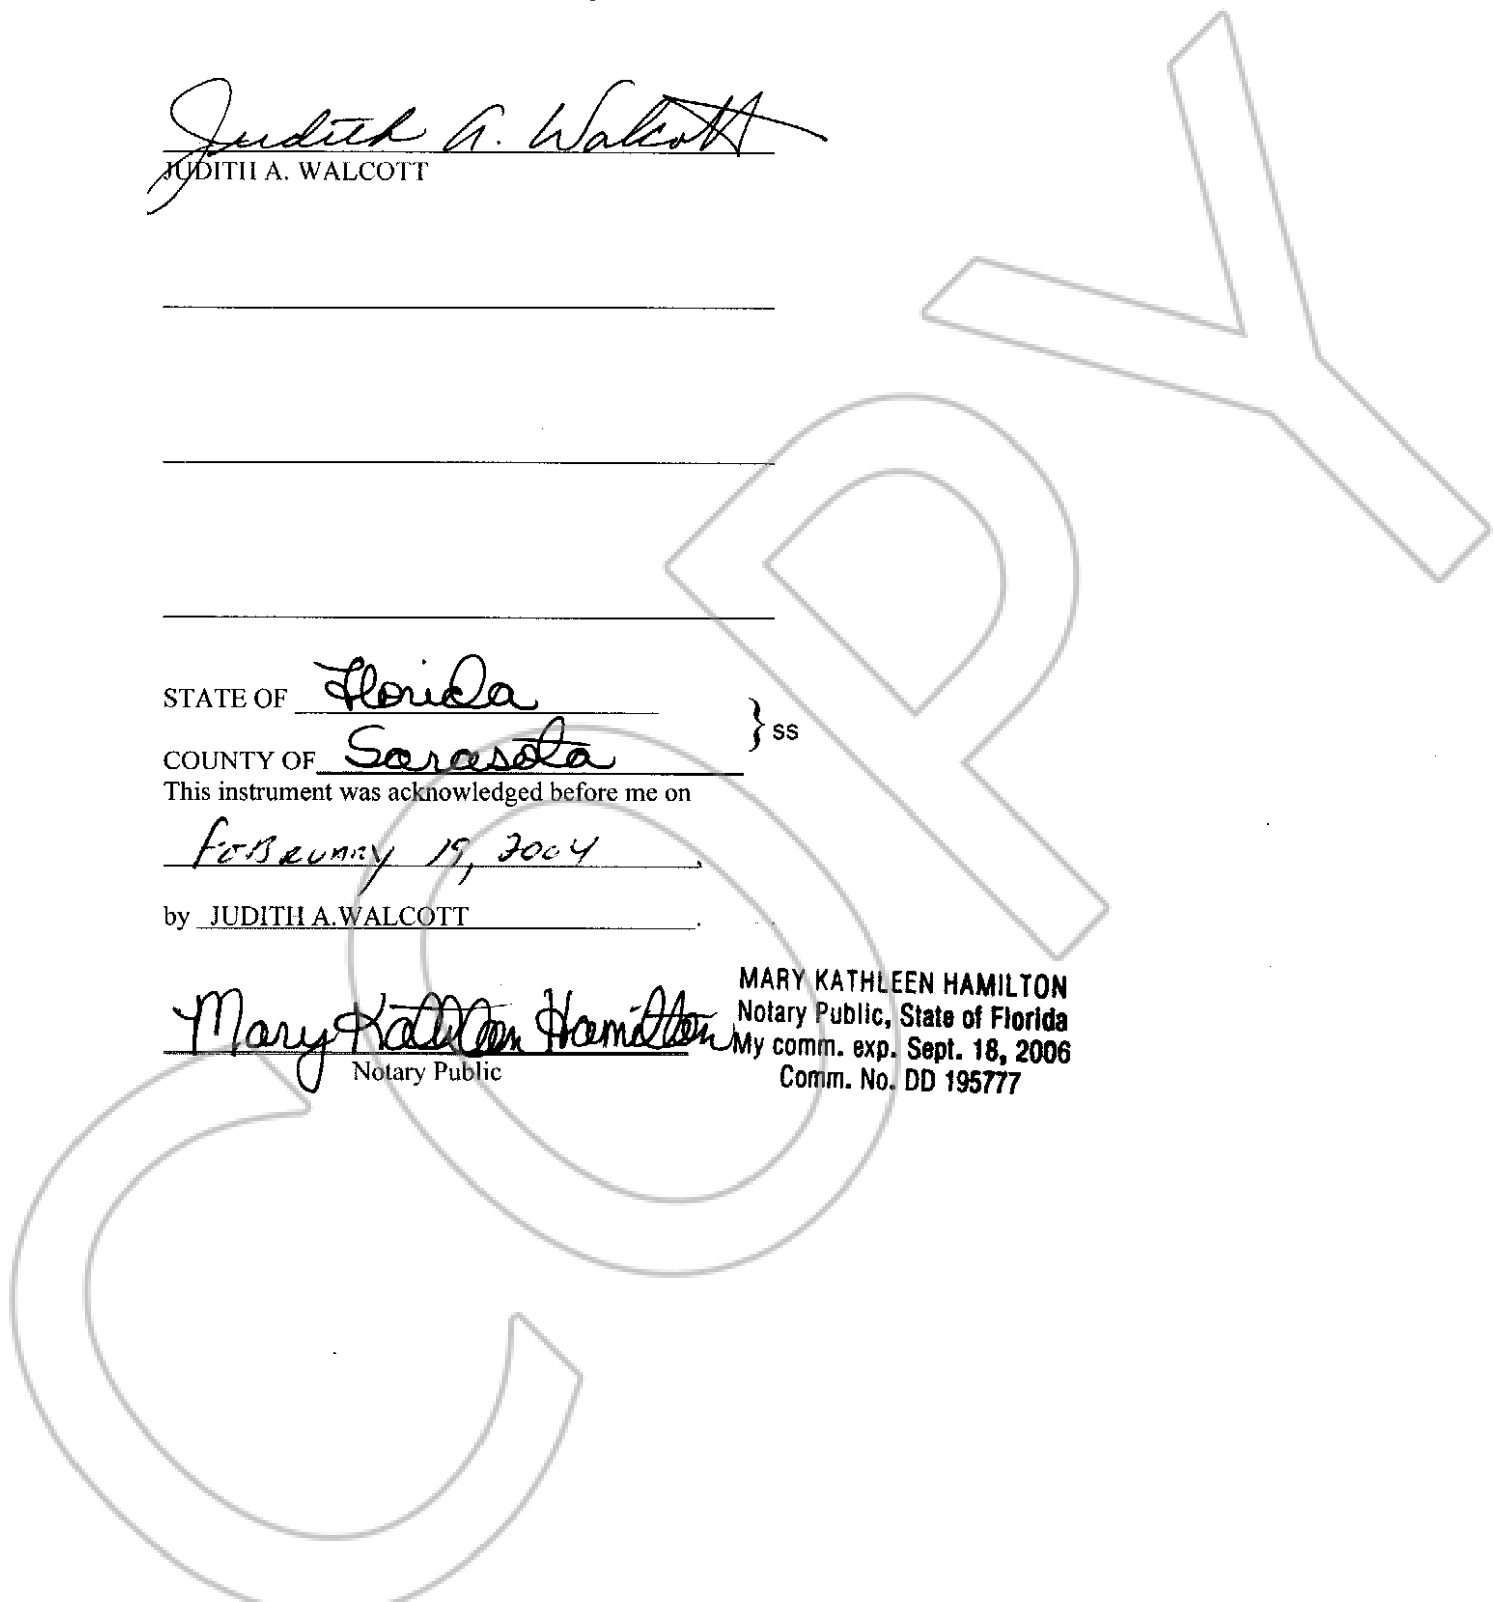 Judith A. Walcott
JUDITH A. WALCOTT
STATE OF Florida
COUNTY OF Sarasota
} ss
This instrument was acknowledged before me on
FeBRUARY 19, 2004,
by JUDITH A.WALCOTT.
Mary Kathleen Hamilton
Notary Public
MARY KATHLEEN HAMILTON
Notary Public, State of Florida
My comm. exp. Sept. 18, 2006
Comm. No. DD 195777
COPY